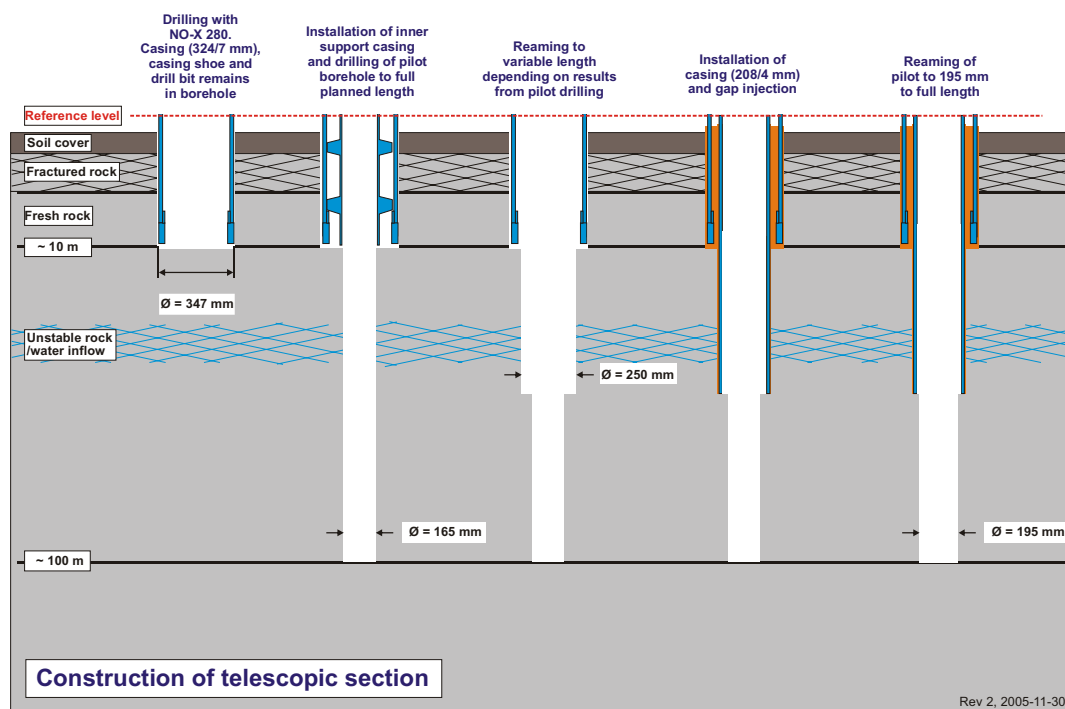 Drilling with
NO-X 280.
Casing (324/7 mm),
casing shoe and
drill bit remains
in borehole
Installation of inner
support casing
and drilling of pilot
borehole to full
planned length
Reaming to
variable length
depending on results
from pilot drilling
Installation of
casing (208/4 mm)
and gap injection
Reaming of
pilot to 195 mm
to full length
Reference level
Soil cover
Fractured rock
Fresh rock
~ 10 m
Ø = 347 mm
Unstable rock
/water inflow
Ø = 250 mm
Ø = 165 mm
Ø = 195 mm
~ 100 m
Construction of telescopic section
Rev 2, 2005-11-30